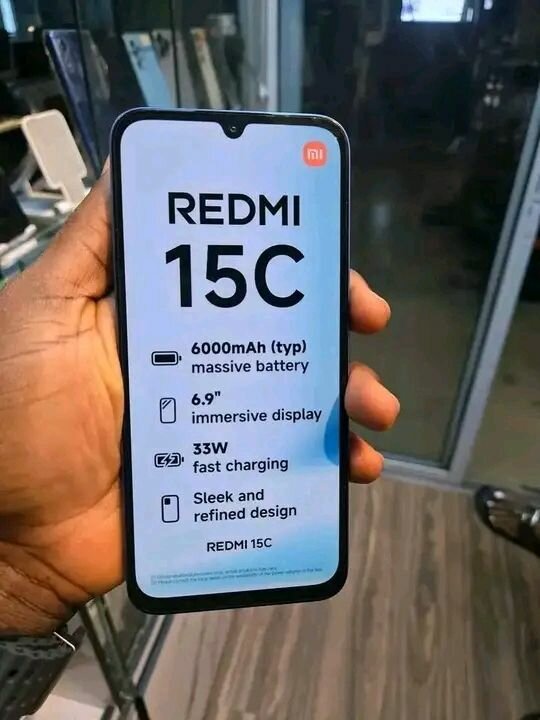 mi
REDMI
15C
6000mAh (typ)
massive battery
6.9"
immersive display
33W
fast charging
Sleek and
refined design
REDMI 15C